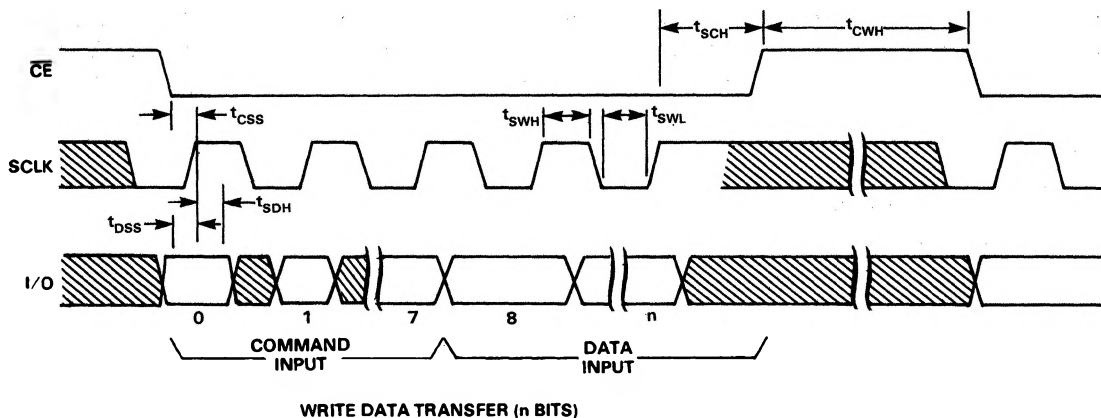 tSCH tCWH
CE
tCSS tSWH tSWL
SCLK
tDSS tSDH
I/O
0 1 7 8 n
COMMAND INPUT DATA INPUT
WRITE DATA TRANSFER (n BITS)